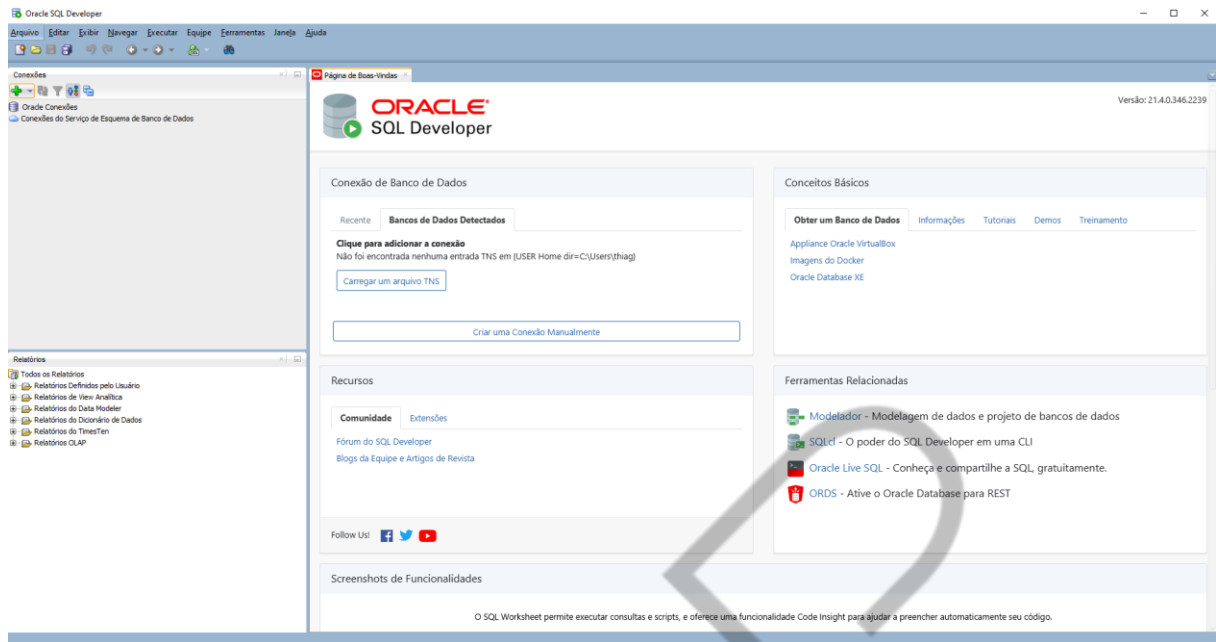 Oracle SQL Developer
Arquivo Editar Exibir Navegar Executar Equipe Ferramentas Janela Ajuda
Conexões
Oracle Conexões
Conexões do Serviço de Esquema de Banco de Dados
Relatórios
Todos os Relatórios
Relatórios Definidos pelo Usuário
Relatórios de View Analítica
Relatórios do Data Modeler
Relatórios do Dicionário de Dados
Relatórios do TimesTen
Relatórios OLAP
Página de Boas-Vindas
ORACLE
SQL Developer
Versão: 21.4.0.346.2239
Conexão de Banco de Dados
Recente Bancos de Dados Detectados
Clique para adicionar a conexão
Não foi encontrada nenhuma entrada TNS em (USER Home dir=C:\Users\thiag)
Carregar um arquivo TNS
Criar uma Conexão Manualmente
Conceitos Básicos
Obter um Banco de Dados Informações Tutoriais Demos Treinamento
Appliance Oracle VirtualBox
Imagens do Docker
Oracle Database XE
Recursos
Comunidade Extensões
Fórum do SQL Developer
Blogs da Equipe e Artigos de Revista
Follow Us!
Ferramentas Relacionadas
Modelador - Modelagem de dados e projeto de bancos de dados
SQLcl - O poder do SQL Developer em uma CLI
Oracle Live SQL - Conheça e compartilhe a SQL, gratuitamente.
ORDS - Ative o Oracle Database para REST
Screenshots de Funcionalidades
O SQL Worksheet permite executar consultas e scripts, e oferece uma funcionalidade Code Insight para ajudar a preencher automaticamente seu código.